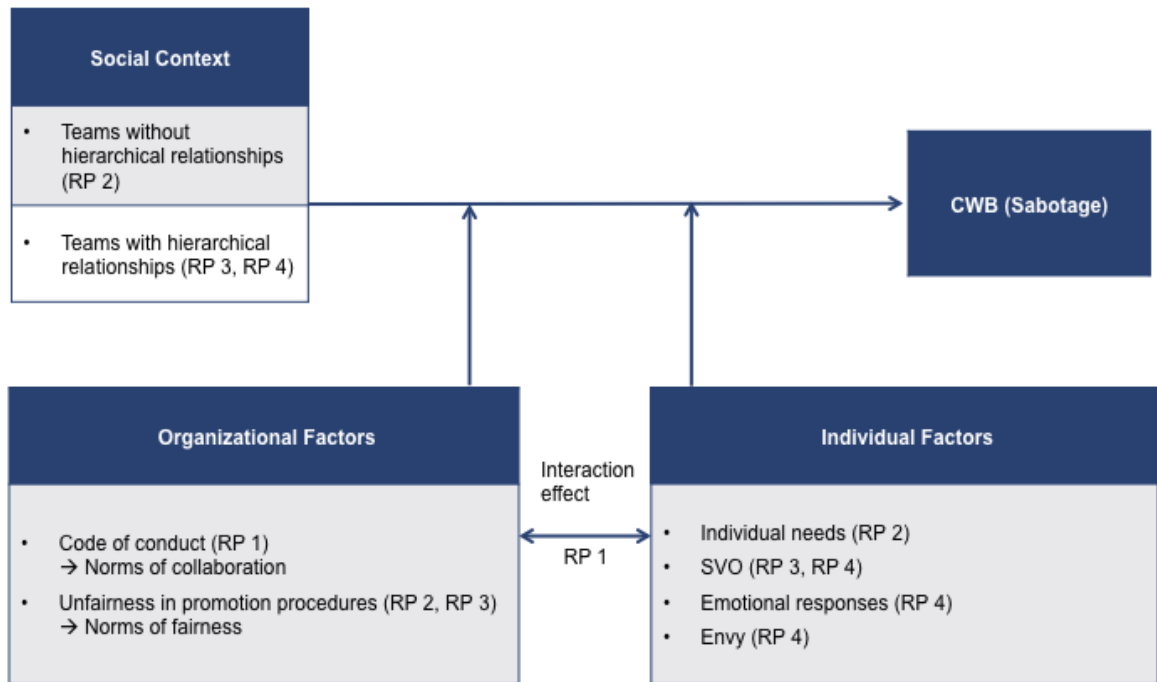 Social Context
• Teams without
hierarchical relationships
(RP 2)
• Teams with hierarchical
relationships (RP 3, RP 4)
CWB (Sabotage)
Organizational Factors
• Code of conduct (RP 1)
→ Norms of collaboration
• Unfairness in promotion procedures (RP 2, RP 3)
→ Norms of fairness
Interaction
effect
RP 1
Individual Factors
• Individual needs (RP 2)
• SVO (RP 3, RP 4)
• Emotional responses (RP 4)
• Envy (RP 4)